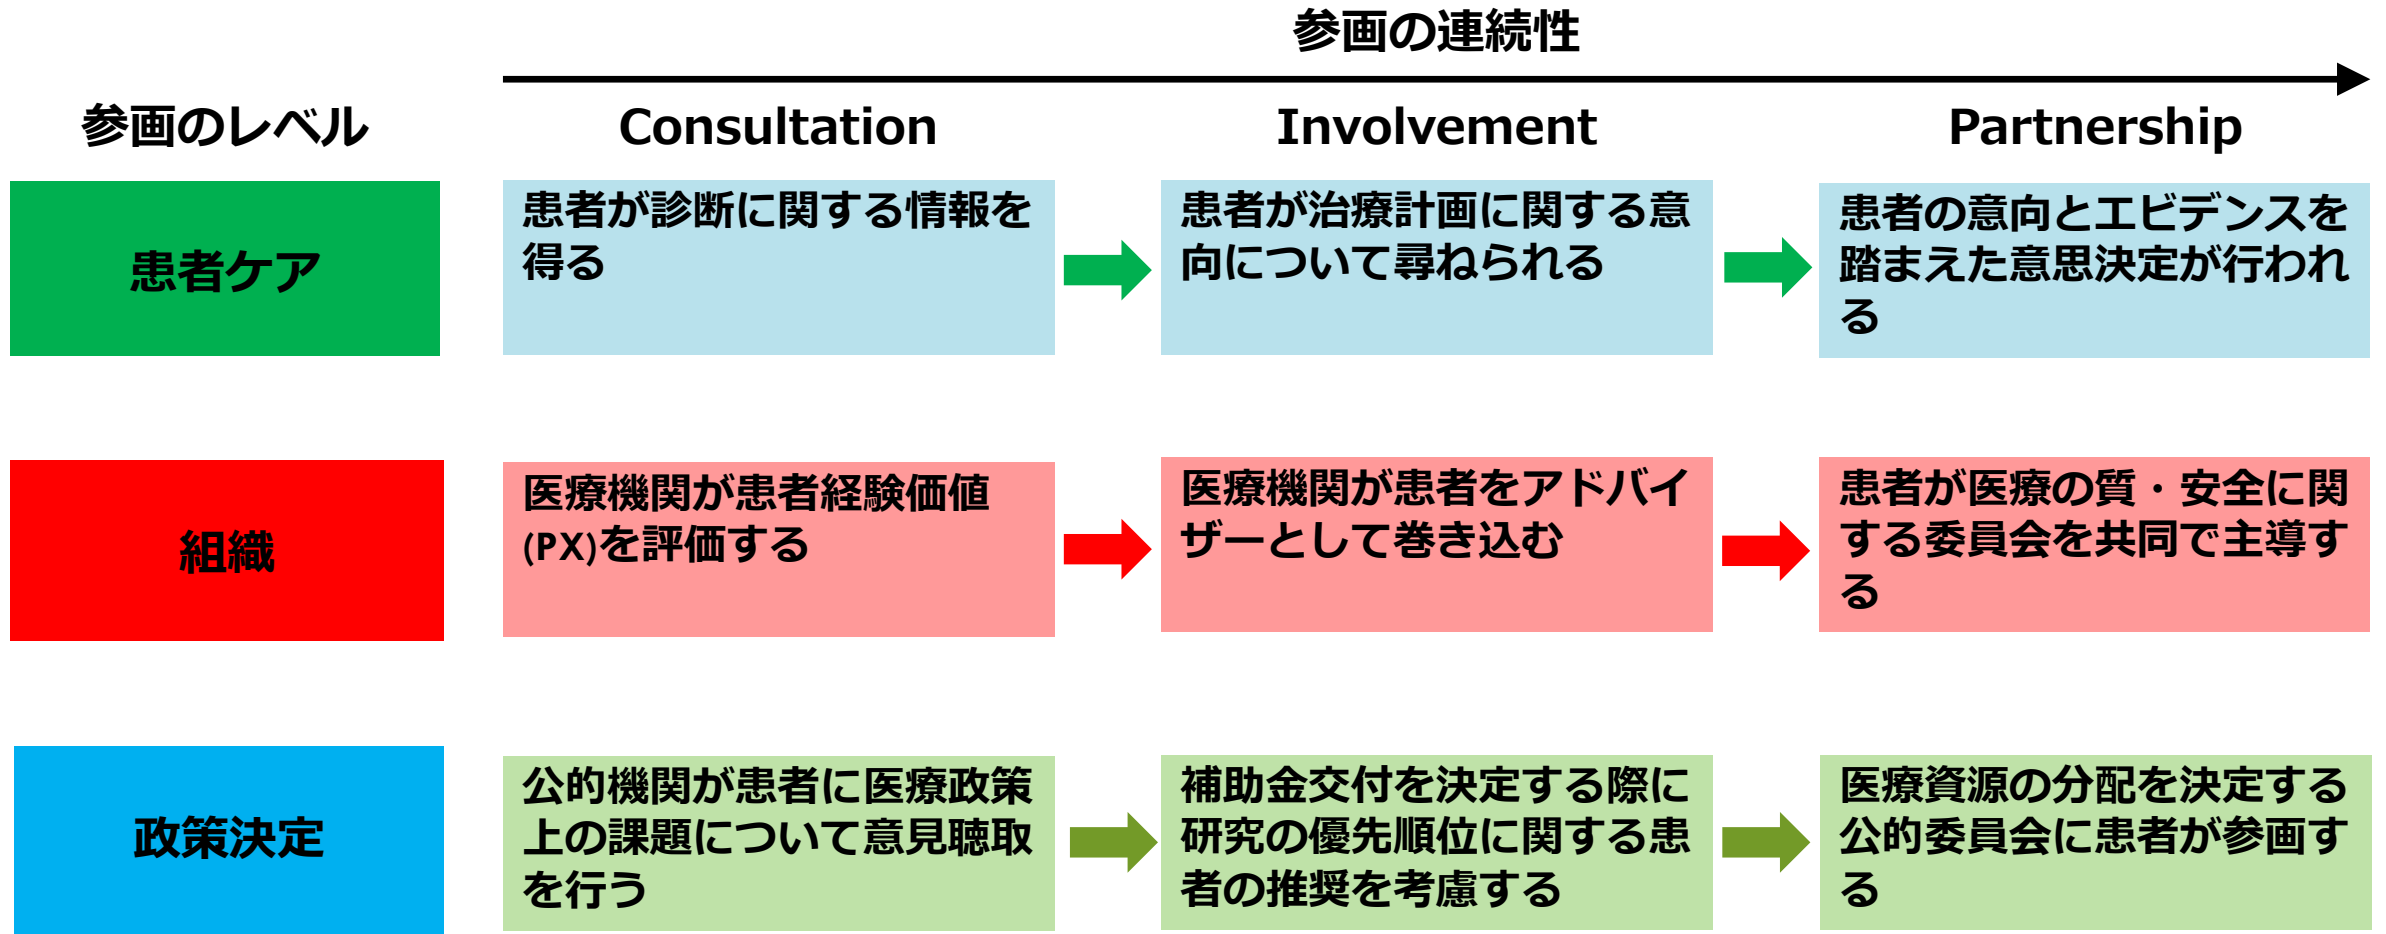 参画の連続性
参画のレベル
Consultation
Involvement
Partnership
患者ケア
患者が診断に関する情報を
得る
患者が治療計画に関する意
向について尋ねられる
患者の意向とエビデンスを
踏まえた意思決定が行われ
る
組織
医療機関が患者経験価値
(PX)を評価する
医療機関が患者をアドバイ
ザーとして巻き込む
患者が医療の質・安全に関
する委員会を共同で主導す
る
政策決定
公的機関が患者に医療政策
上の課題について意見聴取
を行う
補助金交付を決定する際に
研究の優先順位に関する患
者の推奨を考慮する
医療資源の分配を決定する
公的委員会に患者が参画す
る